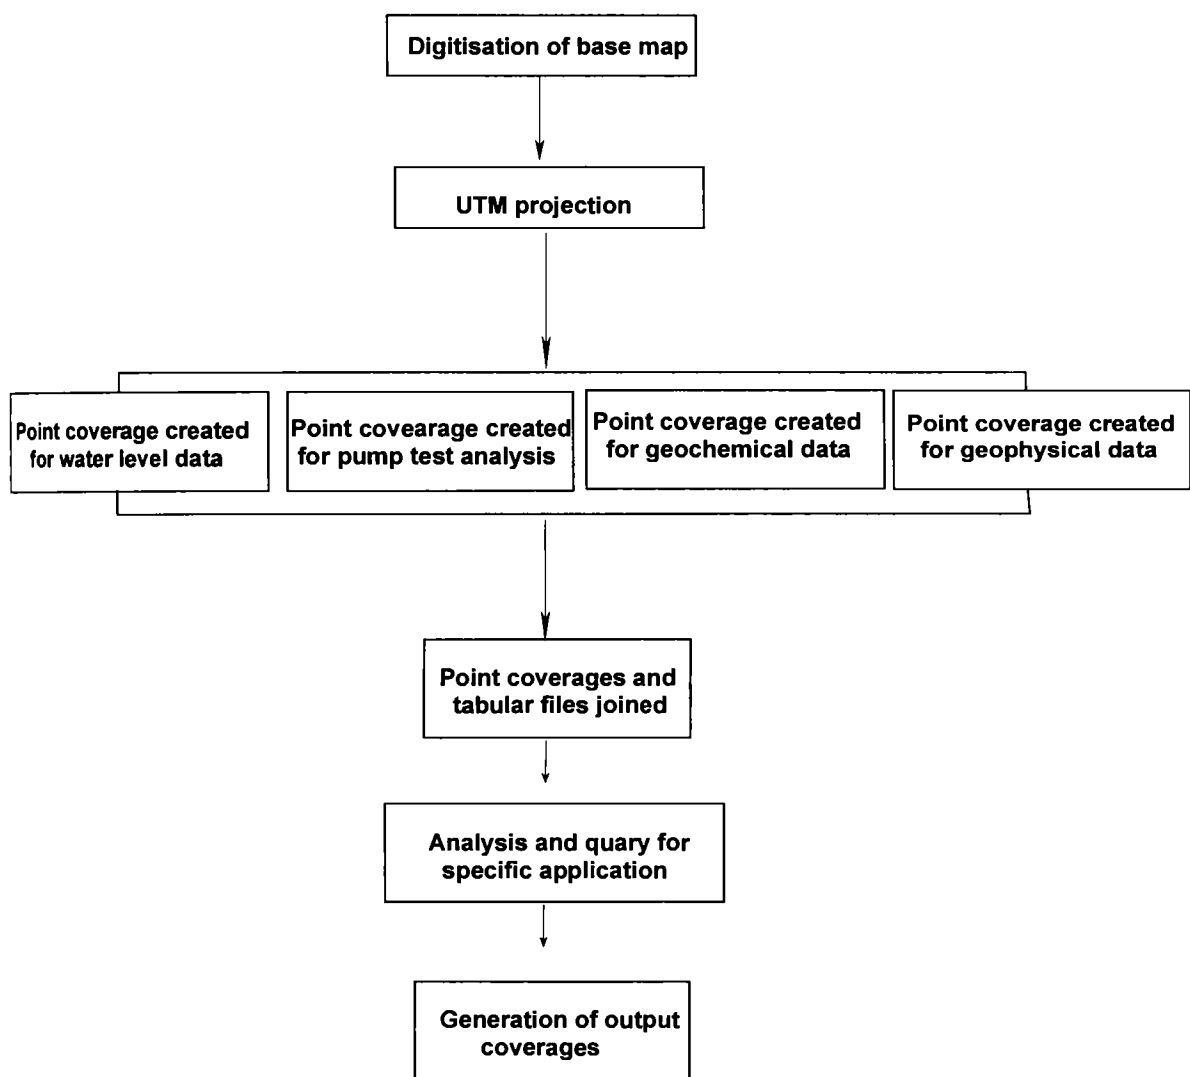 Digitisation of base map
UTM projection
Point coverage created
for water level data
Point covearage created
for pump test analysis
Point coverage created
for geochemical data
Point coverage created
for geophysical data
Point coverages and
tabular files joined
Analysis and quary for
specific application
Generation of output
coverages